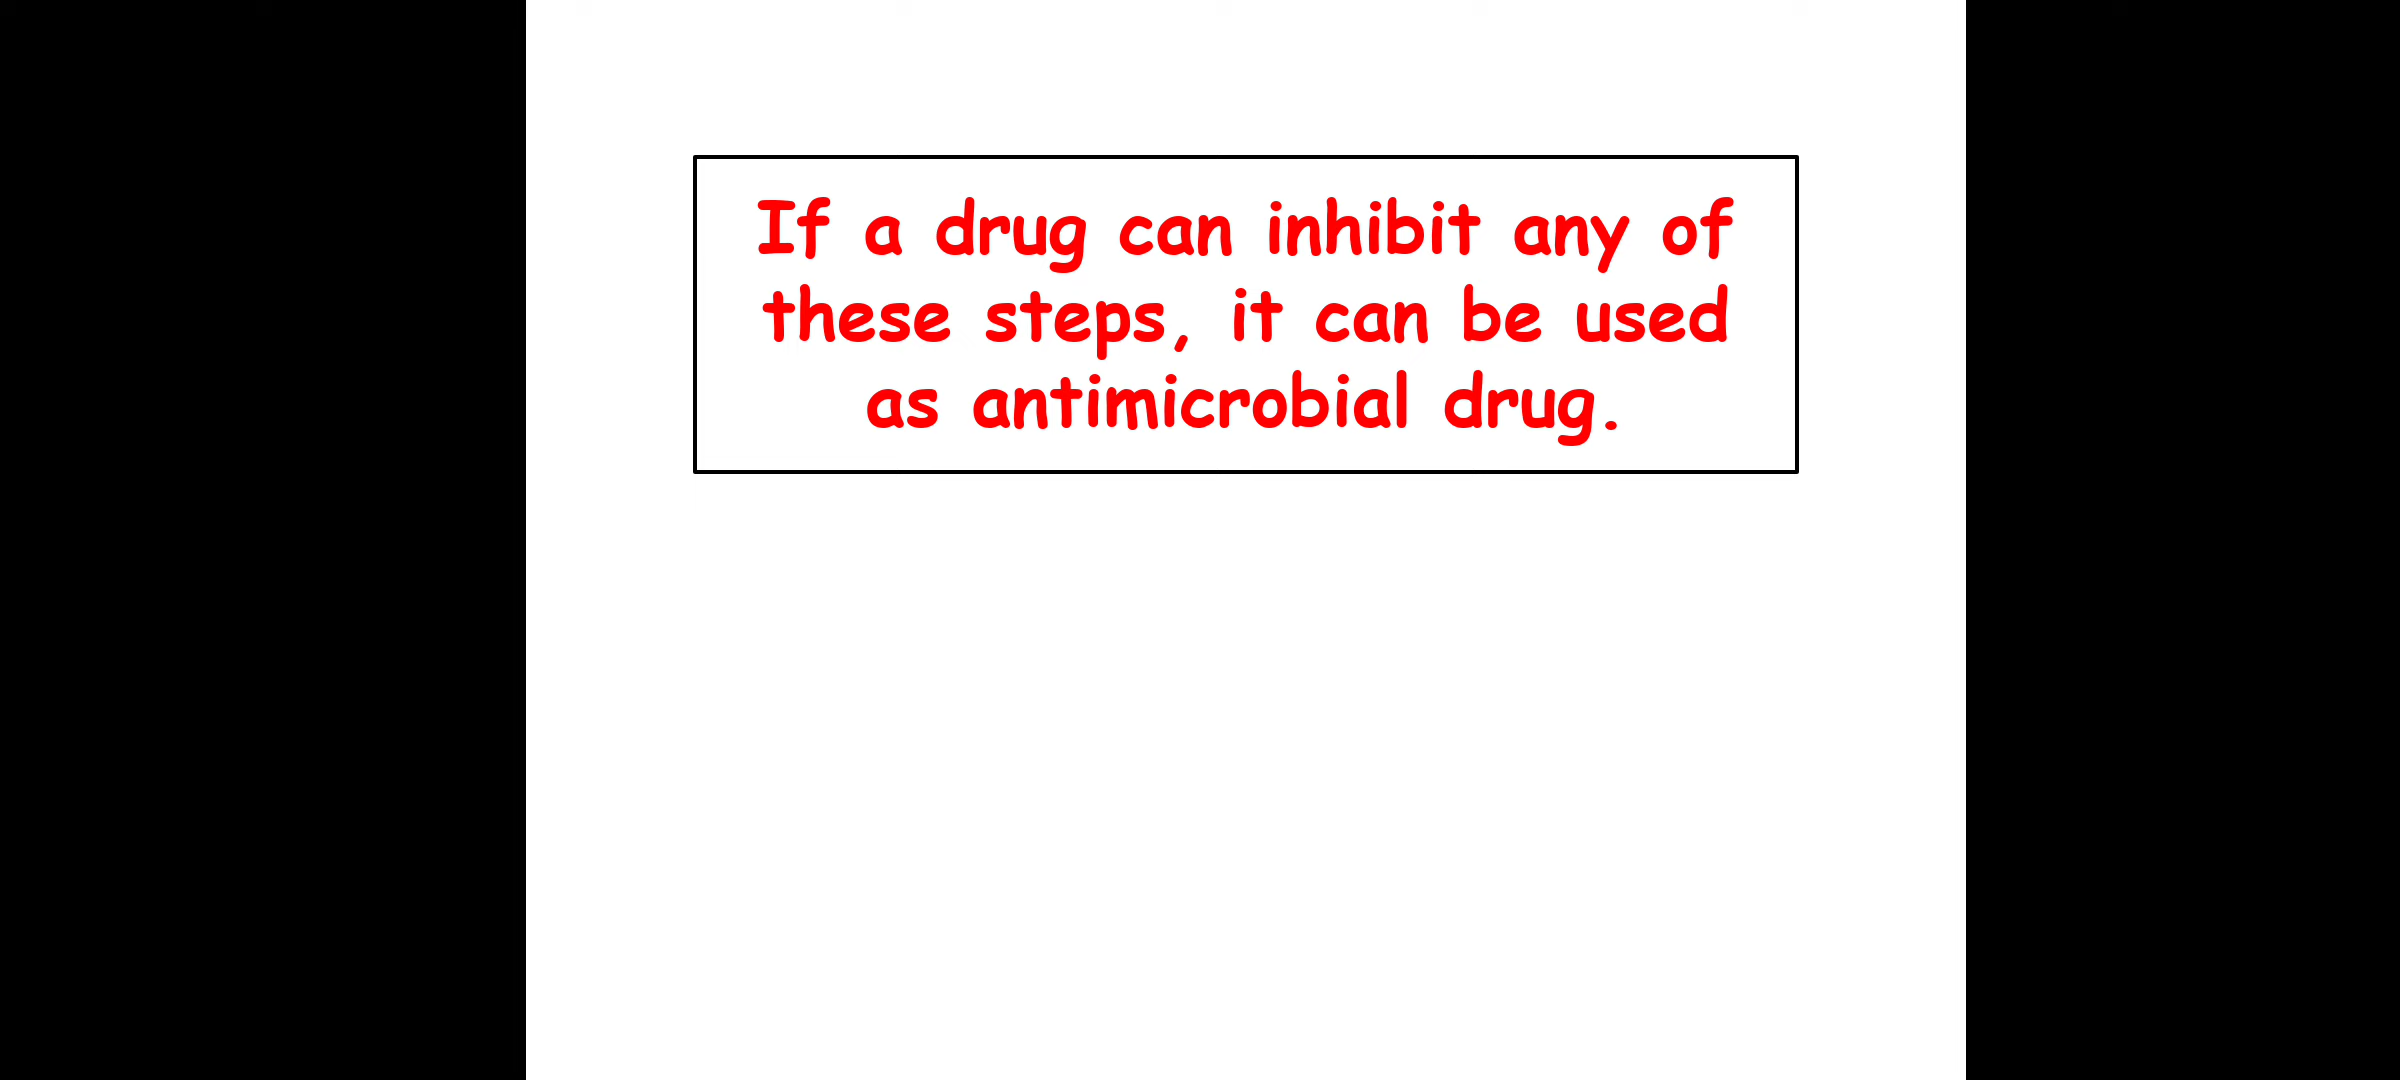 If a drug can inhibit any of
these steps, it can be used
as antimicrobial drug.